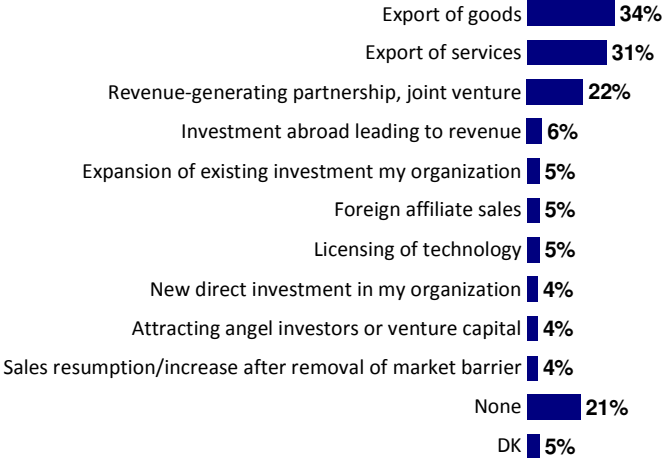 Export of goods 34%
Export of services 31%
Revenue-generating partnership, joint venture 22%
Investment abroad leading to revenue 6%
Expansion of existing investment my organization 5%
Foreign affiliate sales 5%
Licensing of technology 5%
New direct investment in my organization 4%
Attracting angel investors or venture capital 4%
Sales resumption/increase after removal of market barrier 4%
None 21%
DK 5%